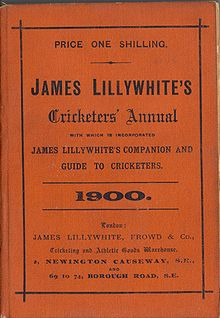 PRICE ONE SHILLING.
JAMES LILLYWHITE'S
Cricketers' Annual
WITH WHICH IS INCORPORATED
JAMES LILLYWHITE'S COMPANION AND
GUIDE TO CRICKETERS.
1900.
London:
JAMES LILLYWHITE, FROWD & Co.,
Cricketing and Athletic Goods Warehouse.
2, NEWINGTON CAUSEWAY, S.E.,
AND
69 to 74, BOROUGH ROAD, S.E.